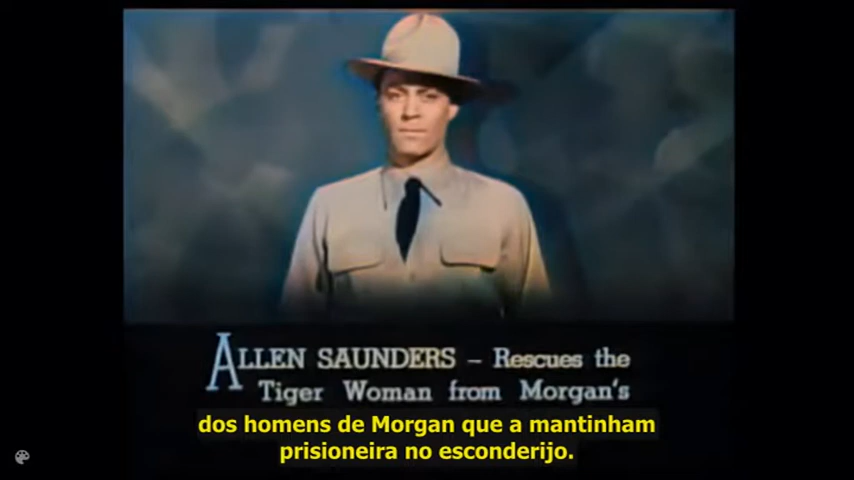 ALLEN SAUNDERS – Rescues the
Tiger Woman from Morgan's
dos homens de Morgan que a mantinham
prisioneira no esconderijo.